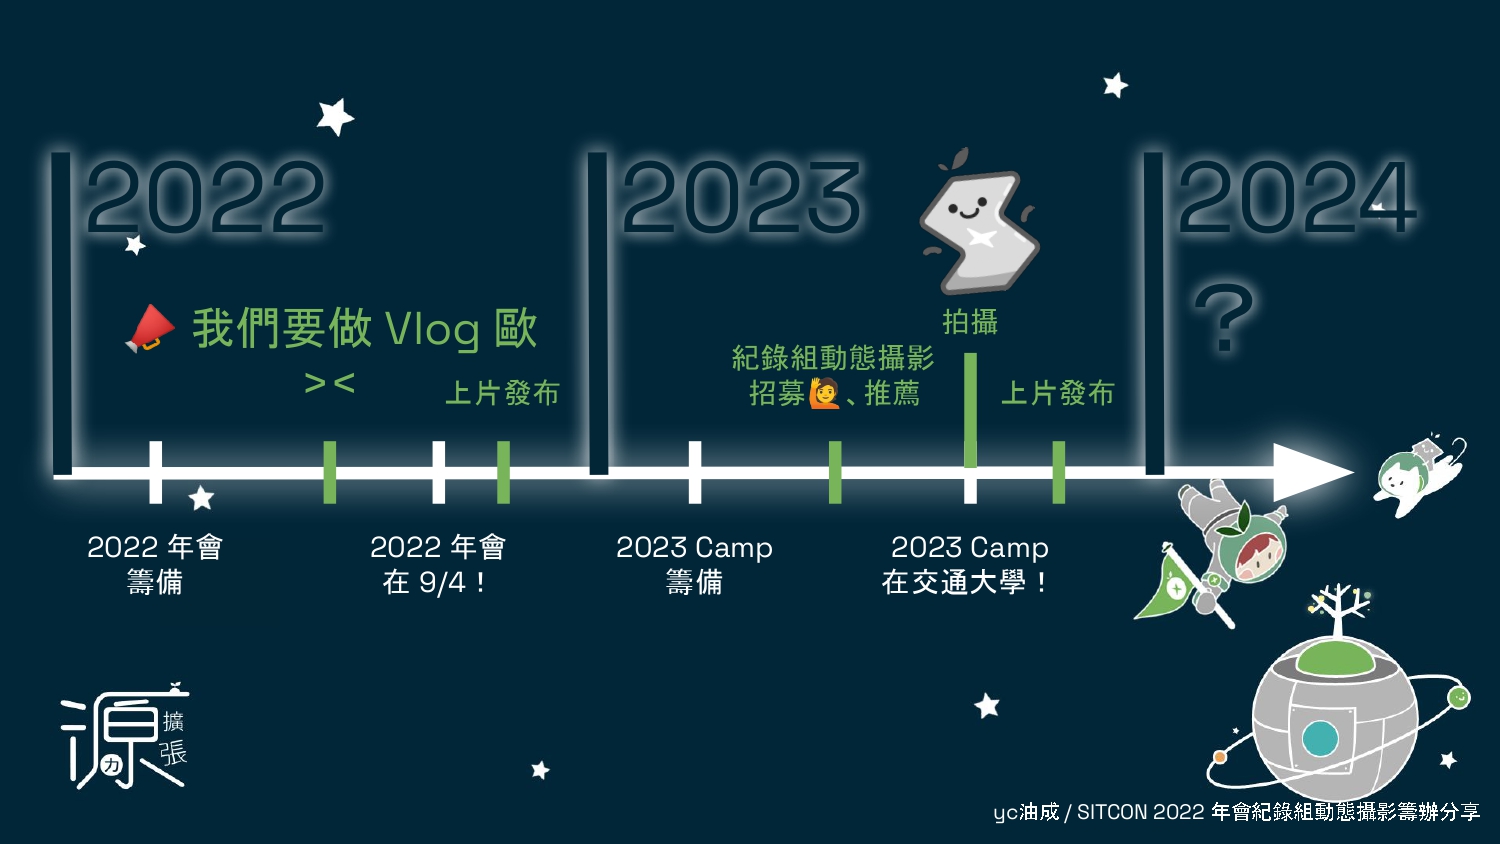 2022
2023
2024
?
我們要做 Vlog 歐
><
上片發布
拍攝
紀錄組動態攝影
招募🙋、推薦
上片發布
2022 年會
籌備
2022 年會
在 9/4！
2023 Camp
籌備
2023 Camp
在交通大學！
源
力
擴
張
yc油成 / SITCON 2022 年會紀錄組動態攝影籌辦分享